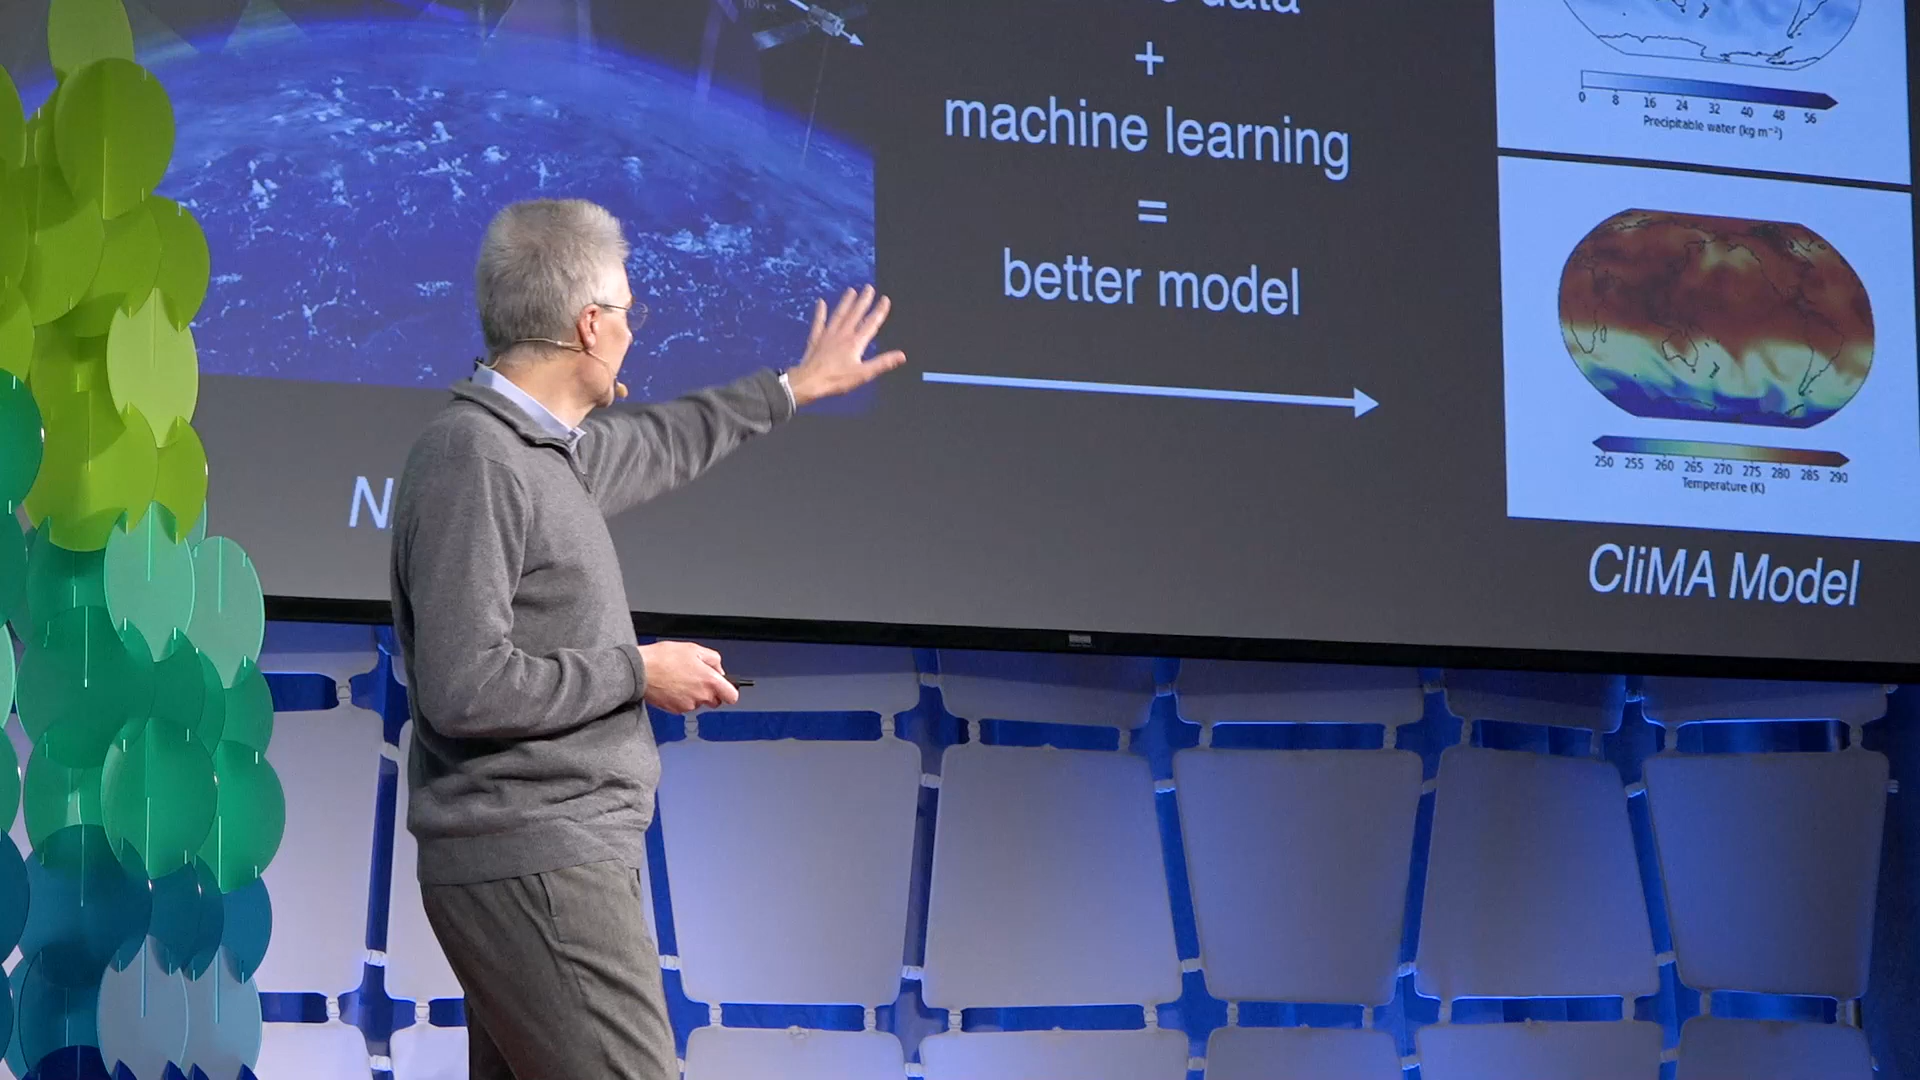 data
+
machine learning
=
better model
N
0 8 16 24 32 40 48 56
Precipitable water (kg m⁻²)
250 255 260 265 270 275 280 285 290
Temperature (K)
CliMA Model